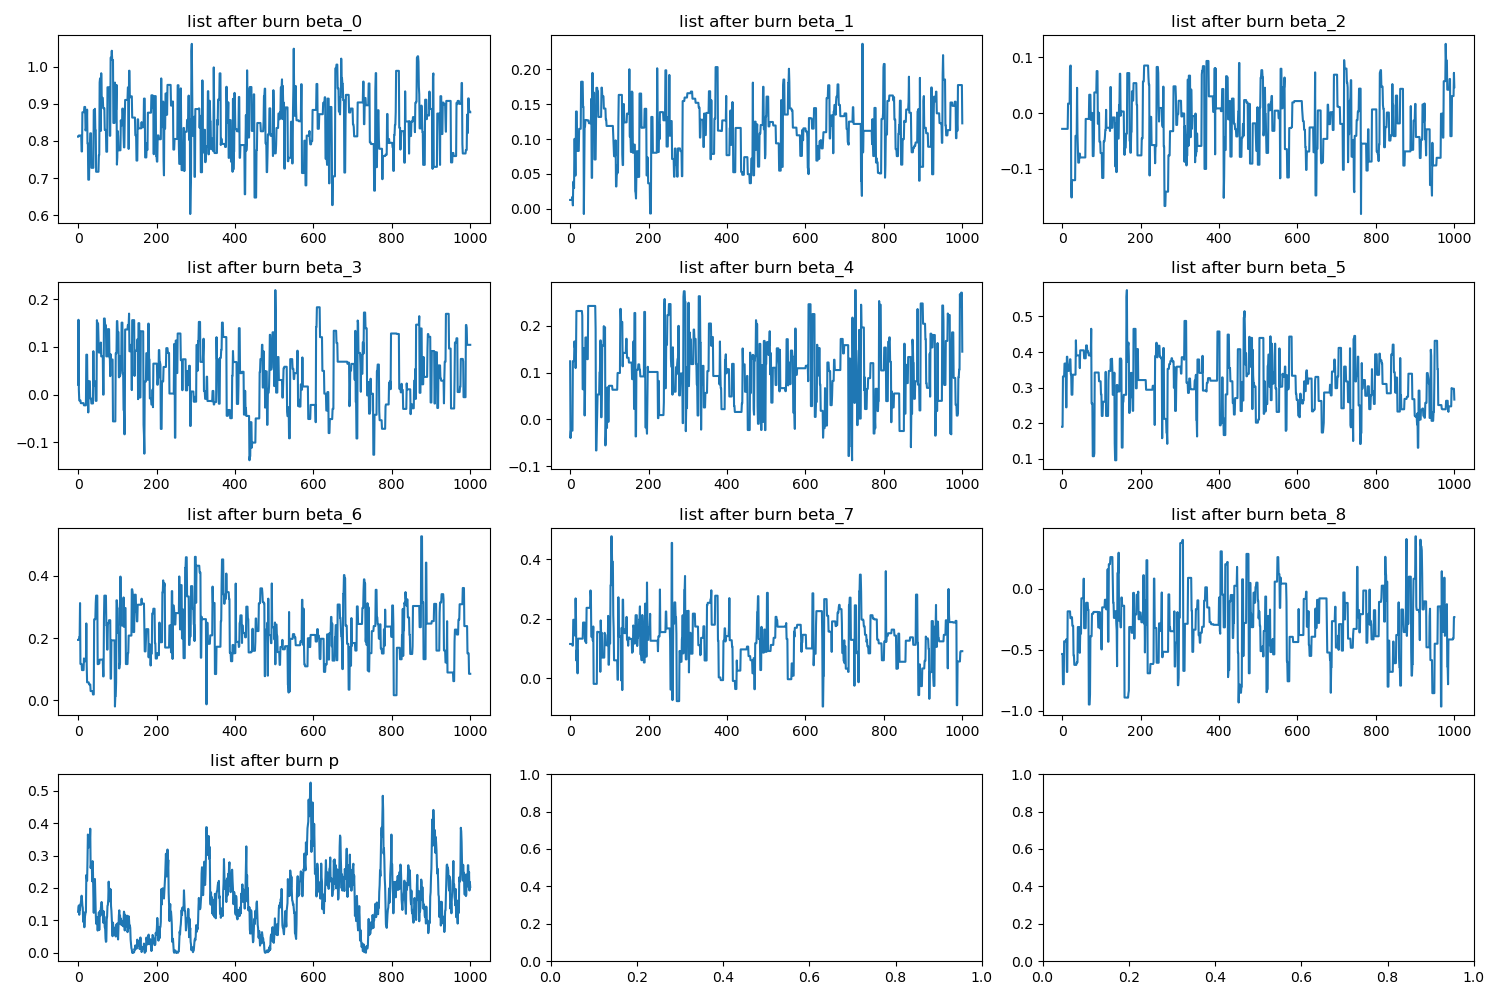 list after burn beta_0 list after burn beta_1 list after burn beta_2
1.0 0.20 0.1
0.9 0.15 0.0
0.8 0.10 −0.1
0.7 0.05
0.6 0.00
0 200 400 600 800 1000 0 200 400 600 800 1000 0 200 400 600 800 1000
list after burn beta_3 list after burn beta_4 list after burn beta_5
0.2 0.2 0.5
0.1 0.1 0.4
0.0 0.0 0.3
−0.1 −0.1 0.2
0.1
0 200 400 600 800 1000 0 200 400 600 800 1000 0 200 400 600 800 1000
list after burn beta_6 list after burn beta_7 list after burn beta_8
0.4 0.4 0.0
0.2 0.2 −0.5
0.0 0.0 −1.0
0 200 400 600 800 1000 0 200 400 600 800 1000 0 200 400 600 800 1000
list after burn p
0.5 1.0 1.0
0.4 0.8 0.8
0.3 0.6 0.6
0.2 0.4 0.4
0.1 0.2 0.2
0.0 0.0 0.0
0 200 400 600 800 1000 0.0 0.2 0.4 0.6 0.8 1.0 0.0 0.2 0.4 0.6 0.8 1.0